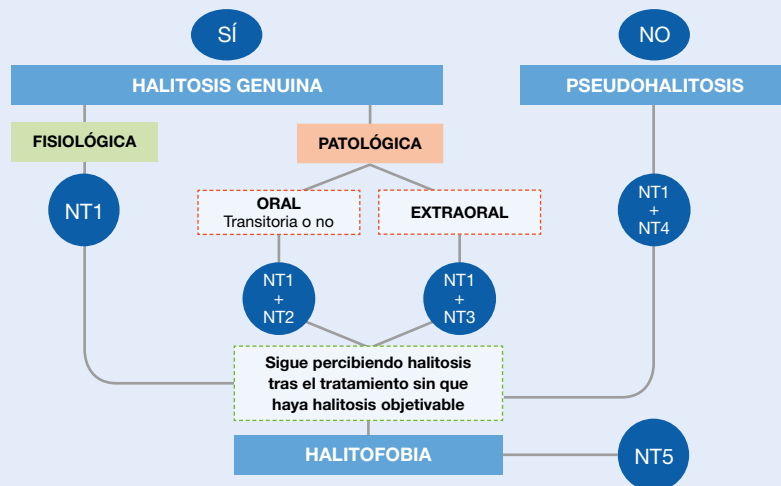 SÍ
NO
HALITOSIS GENUINA
PSEUDOHALITOSIS
FISIOLÓGICA
PATOLÓGICA
NT1
ORAL
Transitoria o no
EXTRAORAL
NT1
+
NT4
NT1
+
NT2
NT1
+
NT3
Sigue percibiendo halitosis
tras el tratamiento sin que
haya halitosis objetivable
HALITOFOBIA
NT5